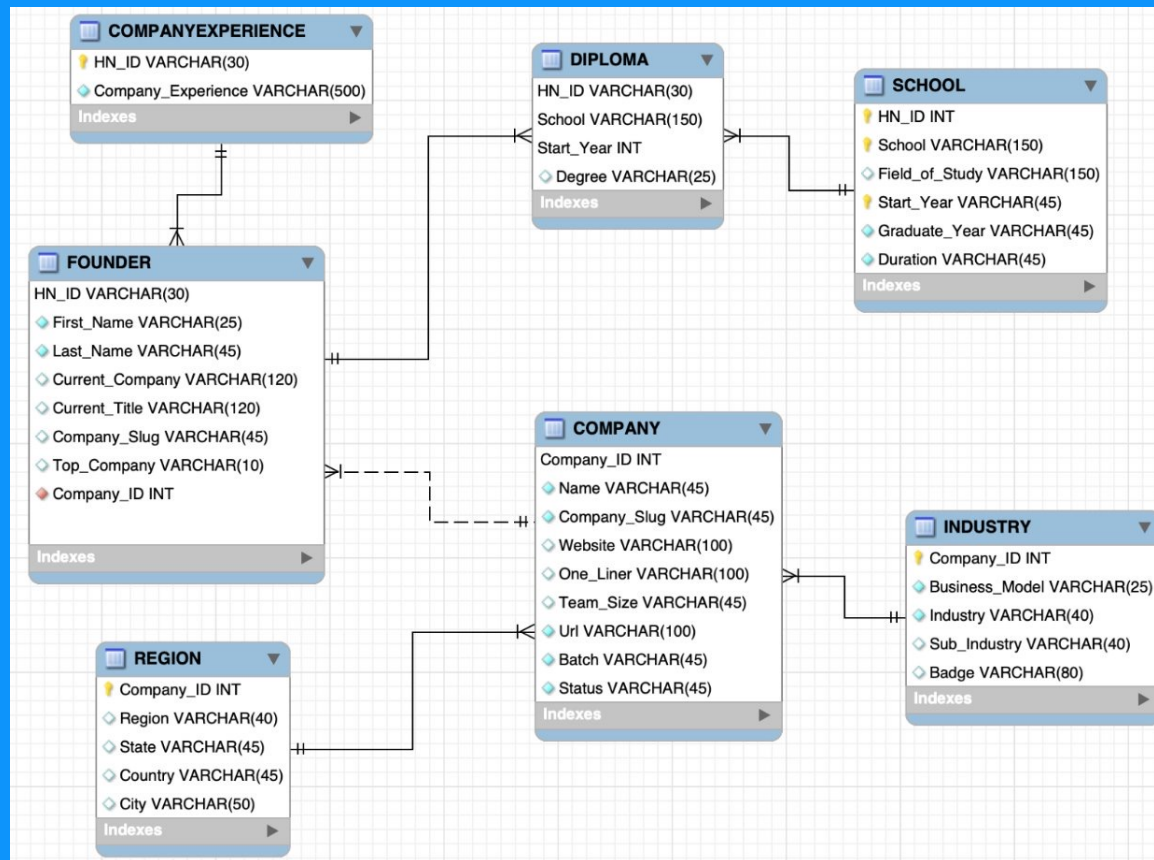 COMPANYEXPERIENCE
HN_ID VARCHAR(30)
Company_Experience VARCHAR(500)
Indexes
DIPLOMA
HN_ID VARCHAR(30)
School VARCHAR(150)
Start_Year INT
Degree VARCHAR(25)
Indexes
SCHOOL
HN_ID INT
School VARCHAR(150)
Field_of_Study VARCHAR(150)
Start_Year VARCHAR(45)
Graduate_Year VARCHAR(45)
Duration VARCHAR(45)
Indexes
FOUNDER
HN_ID VARCHAR(30)
First_Name VARCHAR(25)
Last_Name VARCHAR(45)
Current_Company VARCHAR(120)
Current_Title VARCHAR(120)
Company_Slug VARCHAR(45)
Top_Company VARCHAR(10)
Company_ID INT
Indexes
COMPANY
Company_ID INT
Name VARCHAR(45)
Company_Slug VARCHAR(45)
Website VARCHAR(100)
One_Liner VARCHAR(100)
Team_Size VARCHAR(45)
Url VARCHAR(100)
Batch VARCHAR(45)
Status VARCHAR(45)
Indexes
INDUSTRY
Company_ID INT
Business_Model VARCHAR(25)
Industry VARCHAR(40)
Sub_Industry VARCHAR(40)
Badge VARCHAR(80)
Indexes
REGION
Company_ID INT
Region VARCHAR(40)
State VARCHAR(45)
Country VARCHAR(45)
City VARCHAR(50)
Indexes